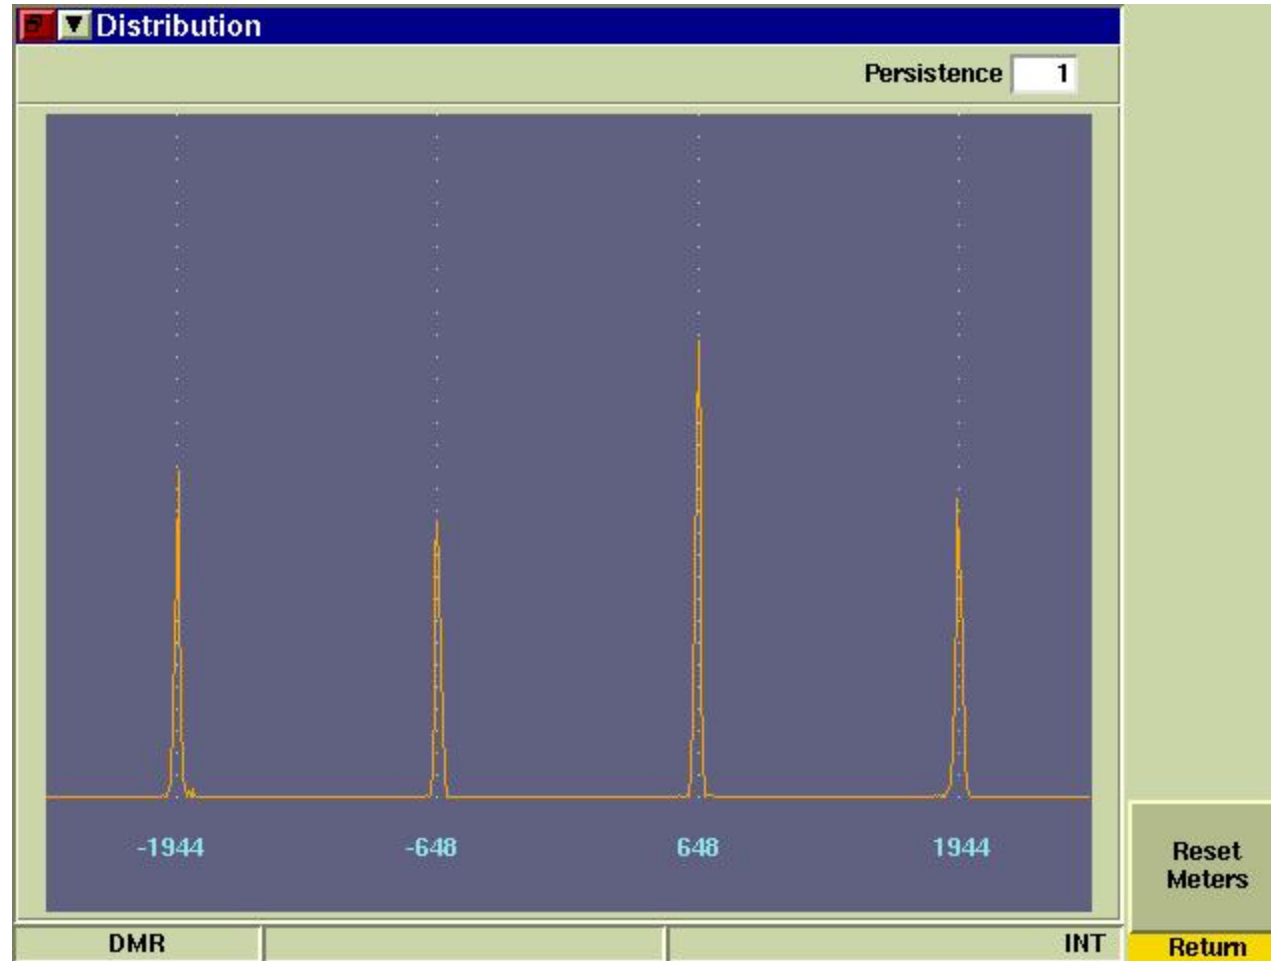 Distribution
Persistence 1
-1944 -648 648 1944
Reset
Meters
DMR INT Return